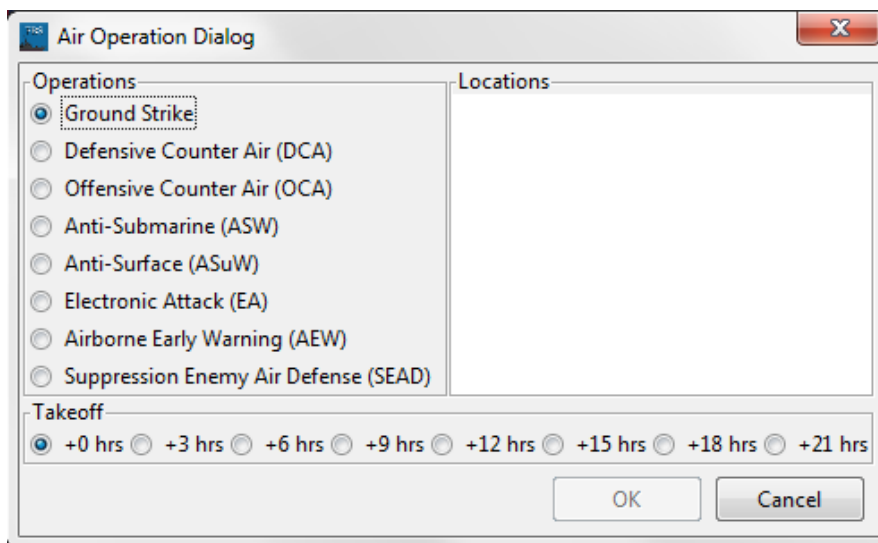 Air Operation Dialog
Operations
Ground Strike
Defensive Counter Air (DCA)
Offensive Counter Air (OCA)
Anti-Submarine (ASW)
Anti-Surface (ASuW)
Electronic Attack (EA)
Airborne Early Warning (AEW)
Suppression Enemy Air Defense (SEAD)
Locations
Takeoff
+0 hrs +3 hrs +6 hrs +9 hrs +12 hrs +15 hrs +18 hrs +21 hrs
OK Cancel